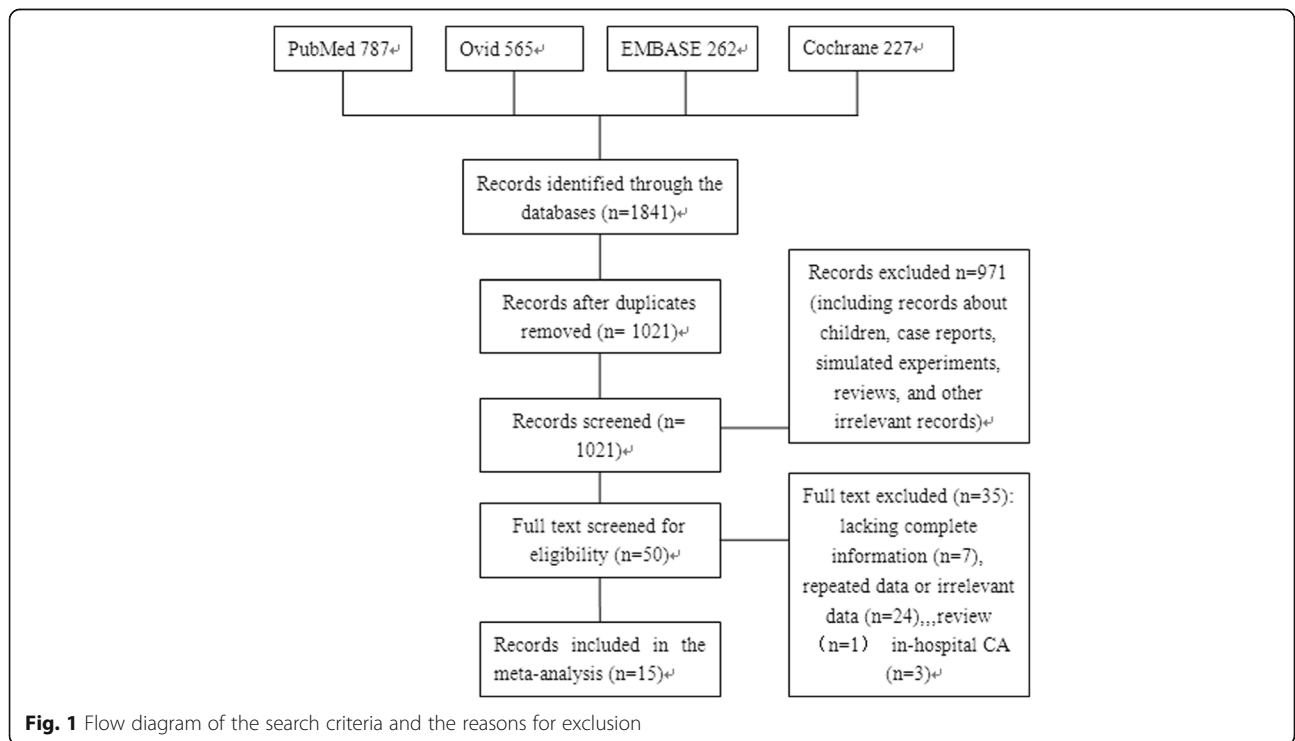 PubMed 787↵
Ovid 565↵
EMBASE 262↵
Cochrane 227↵
Records identified through the
databases (n=1841)↵
Records after duplicates
removed (n= 1021)↵
Records excluded n=971
(including records about
children, case reports,
simulated experiments,
reviews, and other
irrelevant records)↵
Records screened (n=
1021)↵
Full text screened for
eligibility (n=50)↵
Full text excluded (n=35):
lacking complete
information (n=7),
repeated data or irrelevant
data (n=24),,,review
（n=1） in-hospital CA
(n=3)↵
Records included in the
meta-analysis (n=15)↵
Fig. 1 Flow diagram of the search criteria and the reasons for exclusion